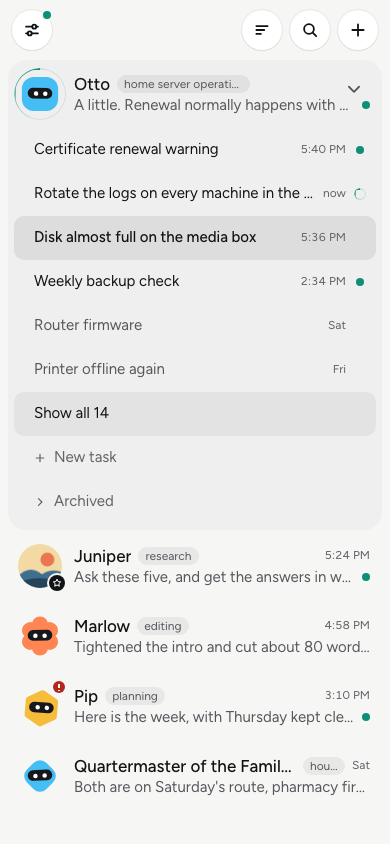 Otto home server operati...
A little. Renewal normally happens with ...
Certificate renewal warning 5:40 PM
Rotate the logs on every machine in the ... now
Disk almost full on the media box 5:36 PM
Weekly backup check 2:34 PM
Router firmware Sat
Printer offline again Fri
Show all 14
New task
Archived
Juniper research 5:24 PM
Ask these five, and get the answers in w...
Marlow editing 4:58 PM
Tightened the intro and cut about 80 word...
Pip planning 3:10 PM
Here is the week, with Thursday kept cle...
Quartermaster of the Famil... hou... Sat
Both are on Saturday's route, pharmacy fir...